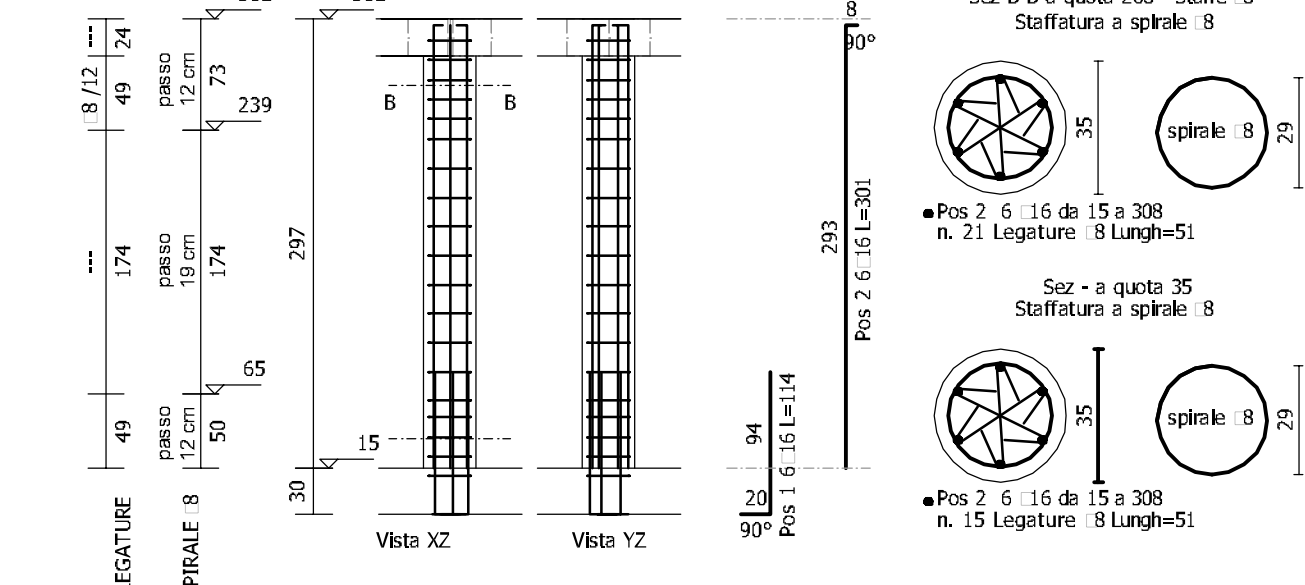 ---
24
□8 /12
49
---
174
49
LEGATURE
passo
12 cm
73
239
passo
19 cm
174
65
passo
12 cm
50
SPIRALE □8
297
15
30
B
B
Vista XZ
Vista YZ
8
90°
293
Pos 2 6□16 L=301
94
20
90°
Pos 1 6□16 L=114
Staffatura a spirale □8
35
spirale □8
29
Pos 2 6 □16 da 15 a 308
n. 21 Legature □8 Lungh=51
Sez - a quota 35
Staffatura a spirale □8
35
spirale □8
29
Pos 2 6 □16 da 15 a 308
n. 15 Legature □8 Lungh=51